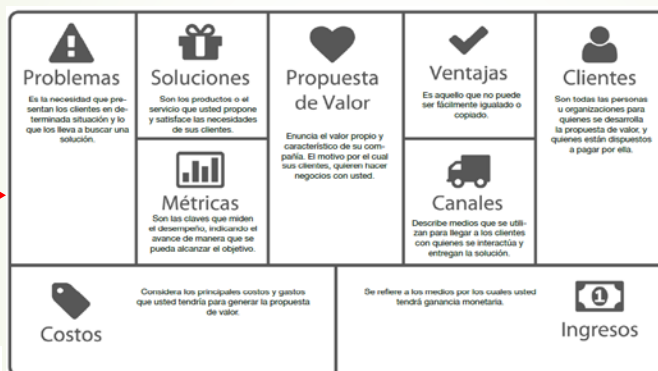 Problemas
Es la necesidad que pre-
sentan los clientes en de-
terminada situación y lo
que los lleva a buscar una
solución.
Soluciones
Son los productos o el
servicio que usted propone
y satisface las necesidades
de sus clientes.
Métricas
Son las claves que miden
el desempeño, indicando el
avance de manera que se
pueda alcanzar el objetivo.
Propuesta
de Valor
Enuncia el valor propio y
característico de su com-
pañía. El motivo por el cual
sus clientes, quieren hacer
negocios con usted.
Ventajas
Es aquello que no puede
ser fácilmente igualado o
copiado.
Canales
Describe medios que se utili-
zan para llegar a los clientes
con quienes se interactúa y
entregan la solución.
Clientes
Son todas las personas
u organizaciones para
quienes se desarrolla
la propuesta de valor, y
quienes están dispuestos
a pagar por ella.
Costos
Considera los principales costos y gastos
que usted tendría para generar la propuesta
de valor.
Se refiere a los medios por los cuales usted
tendrá ganancia monetaria.
1
Ingresos